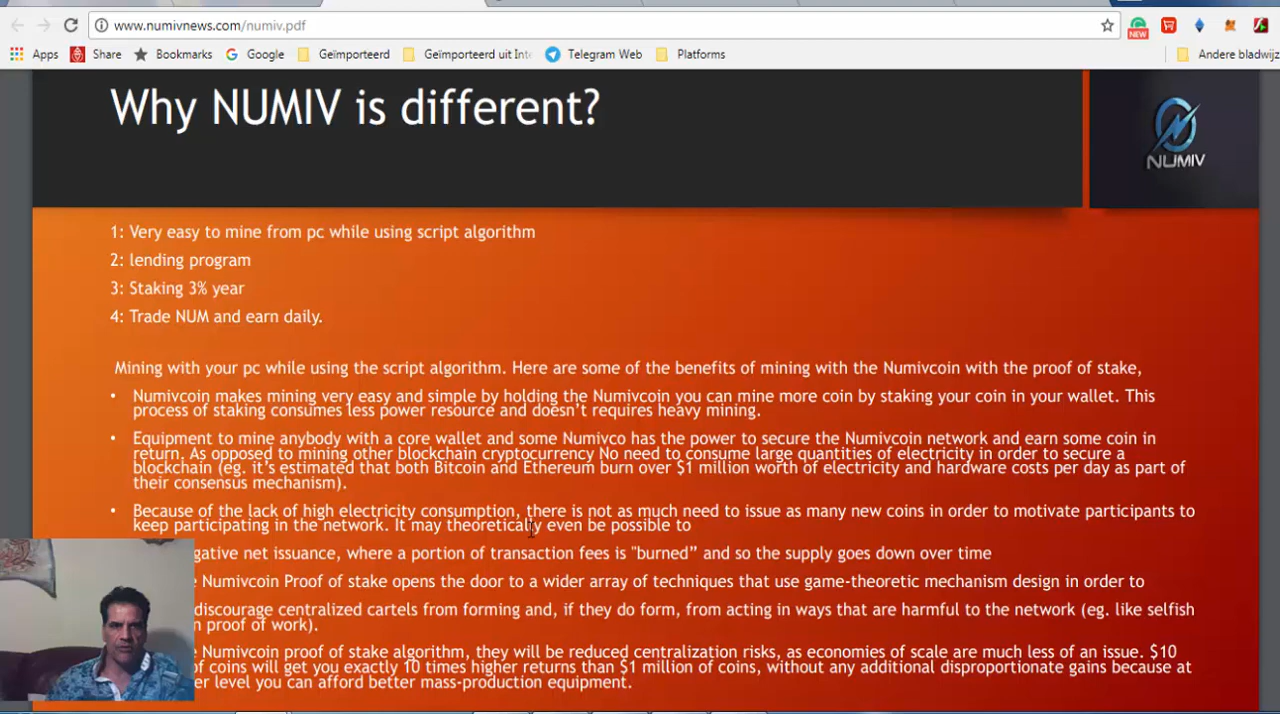 www.numivnews.com/numiv.pdf
NEW
Apps Share Bookmarks Google Geïmporteerd Geïmporteerd uit Inte Telegram Web Platforms Andere bladwijz
Why NUMIV is different?
NUMIV
1: Very easy to mine from pc while using script algorithm
2: lending program
3: Staking 3% year
4: Trade NUM and earn daily.
Mining with your pc while using the script algorithm. Here are some of the benefits of mining with the Numivcoin with the proof of stake,
• Numivcoin makes mining very easy and simple by holding the Numivcoin you can mine more coin by staking your coin in your wallet. This
process of staking consumes less power resource and doesn't requires heavy mining.
• Equipment to mine anybody with a core wallet and some Numivco has the power to secure the Numivcoin network and earn some coin in
return. As opposed to mining other blockchain cryptocurrency No need to consume large quantities of electricity in order to secure a
blockchain (eg. it's estimated that both Bitcoin and Ethereum burn over $1 million worth of electricity and hardware costs per day as part of
their consensus mechanism).
• Because of the lack of high electricity consumption, there is not as much need to issue as many new coins in order to motivate participants to
keep participating in the network. It may theoretically even be possible to
gative net issuance, where a portion of transaction fees is "burned” and so the supply goes down over time
e Numivcoin Proof of stake opens the door to a wider array of techniques that use game-theoretic mechanism design in order to
discourage centralized cartels from forming and, if they do form, from acting in ways that are harmful to the network (eg. like selfish
n proof of work).
e Numivcoin proof of stake algorithm, they will be reduced centralization risks, as economies of scale are much less of an issue. $10
of coins will get you exactly 10 times higher returns than $1 million of coins, without any additional disproportionate gains because at
er level you can afford better mass-production equipment.